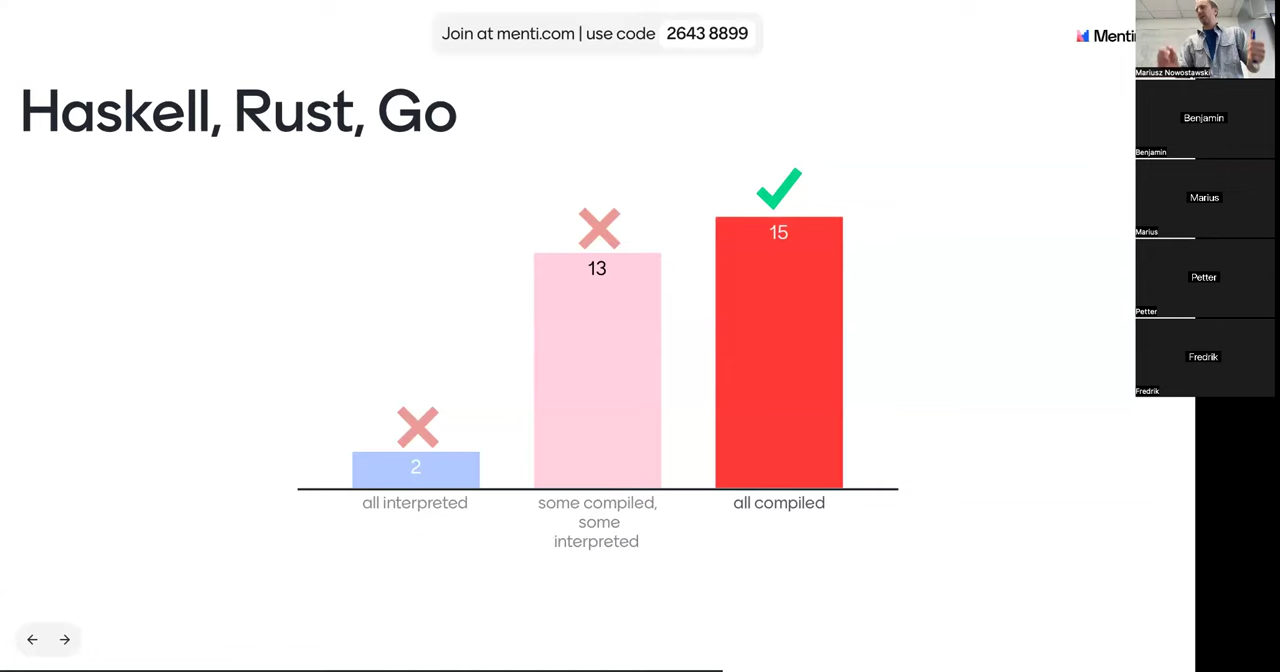 Join at menti.com | use code 2643 8899
Menti
Haskell, Rust, Go
2
13
15
all interpreted
some compiled,
some
interpreted
all compiled
Mariusz Nowostawski
Benjamin
Benjamin
Marius
Marius
Petter
Petter
Fredrik
Fredrik